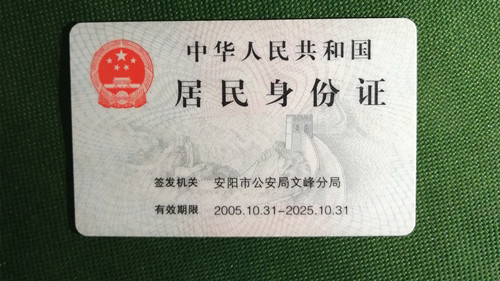 中华人民共和国
居民身份证
签发机关 安阳市公安局文峰分局
有效期限 2005.10.31-2025.10.31